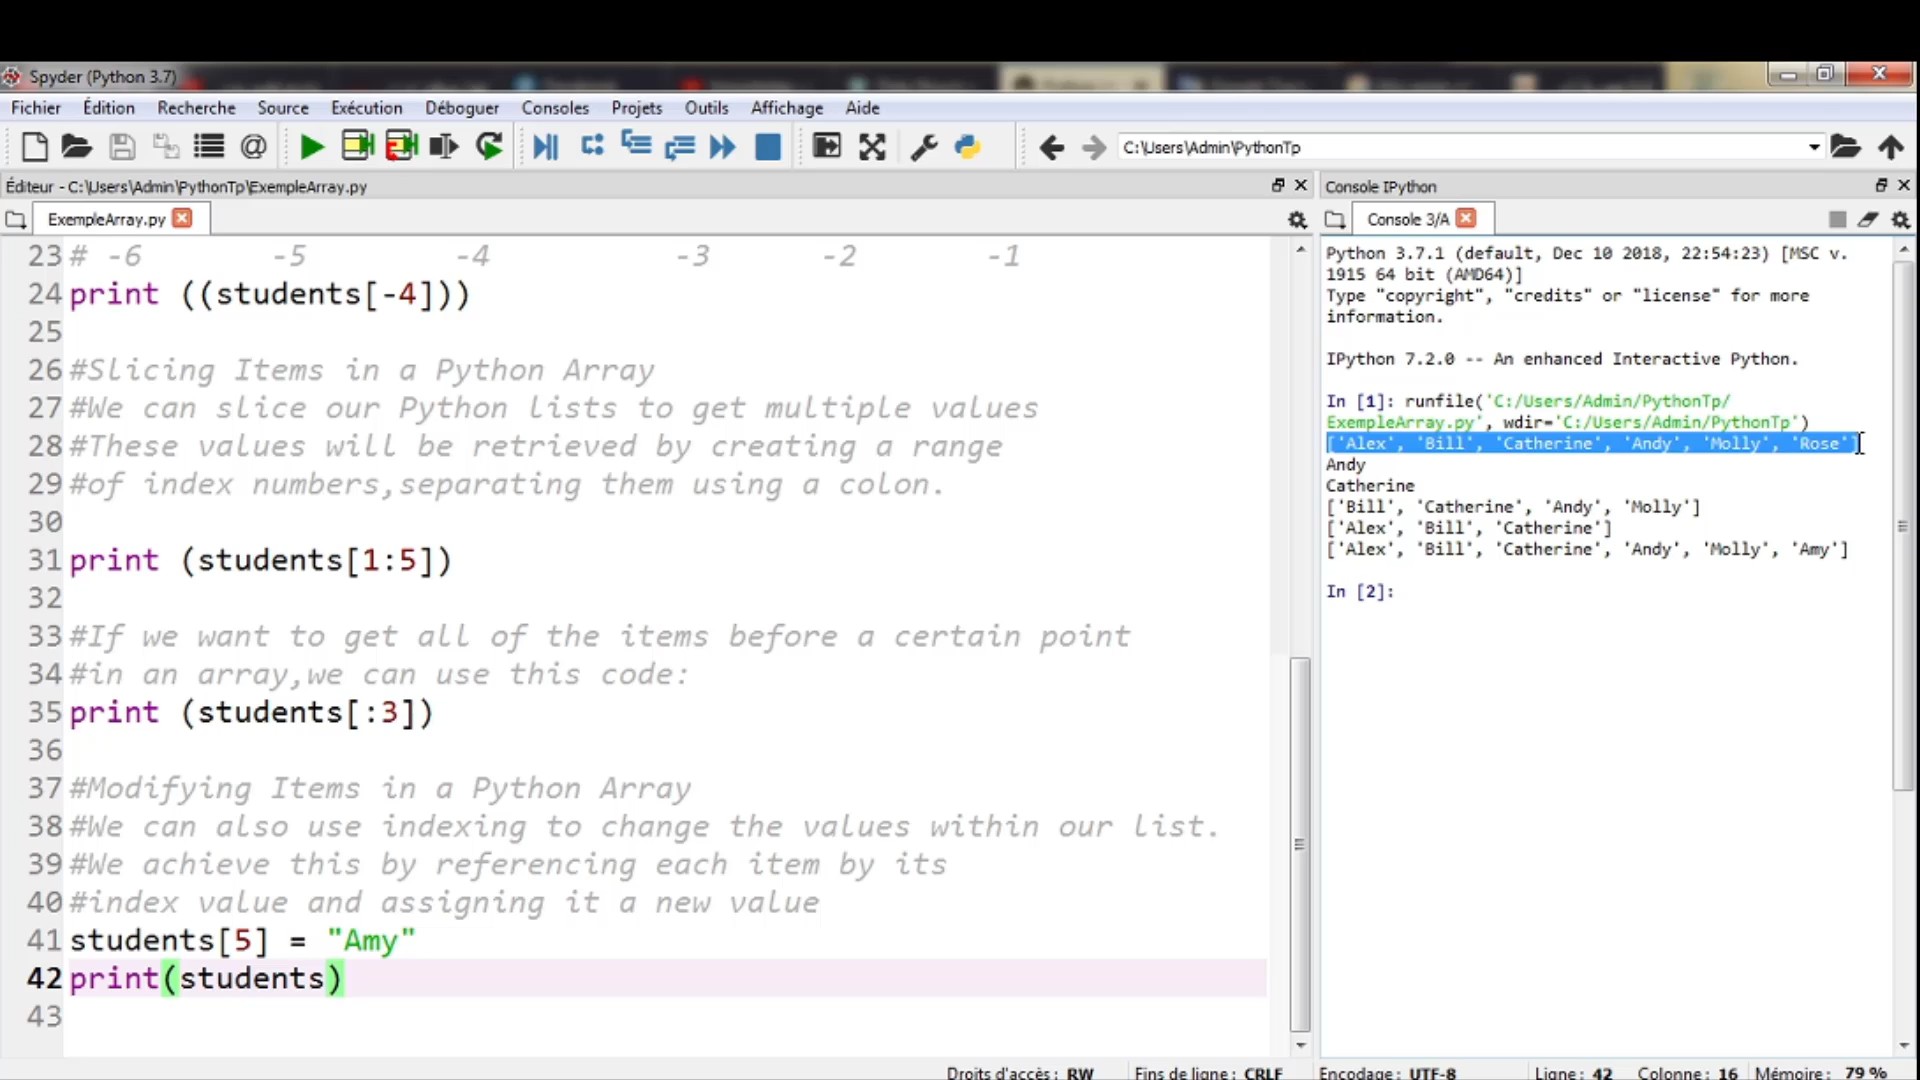 Spyder (Python 3.7)
Fichier Édition Recherche Source Exécution Déboguer Consoles Projets Outils Affichage Aide
C:\Users\Admin\PythonTp
Éditeur - C:\Users\Admin\PythonTp\ExempleArray.py
ExempleArray.py
23 # -6 -5 -4 -3 -2 -1
24 print ((students[-4]))
25
26 #Slicing Items in a Python Array
27 #We can slice our Python lists to get multiple values
28 #These values will be retrieved by creating a range
29 #of index numbers,separating them using a colon.
30
31 print (students[1:5])
32
33 #If we want to get all of the items before a certain point
34 #in an array,we can use this code:
35 print (students[:3])
36
37 #Modifying Items in a Python Array
38 #We can also use indexing to change the values within our list.
39 #We achieve this by referencing each item by its
40 #index value and assigning it a new value
41 students[5] = "Amy"
42 print(students)
43
Console IPython
Console 3/A
Python 3.7.1 (default, Dec 10 2018, 22:54:23) [MSC v.
1915 64 bit (AMD64)]
Type "copyright", "credits" or "license" for more
information.
IPython 7.2.0 -- An enhanced Interactive Python.
In [1]: runfile('C:/Users/Admin/PythonTp/
ExempleArray.py', wdir='C:/Users/Admin/PythonTp')
['Alex', 'Bill', 'Catherine', 'Andy', 'Molly', 'Rose']
Andy
Catherine
['Bill', 'Catherine', 'Andy', 'Molly']
['Alex', 'Bill', 'Catherine']
['Alex', 'Bill', 'Catherine', 'Andy', 'Molly', 'Amy']
In [2]:
Droits d'accès : RW Fins de ligne : CRLF Encodage : UTF-8 Ligne : 42 Colonne : 16 Mémoire : 79 %